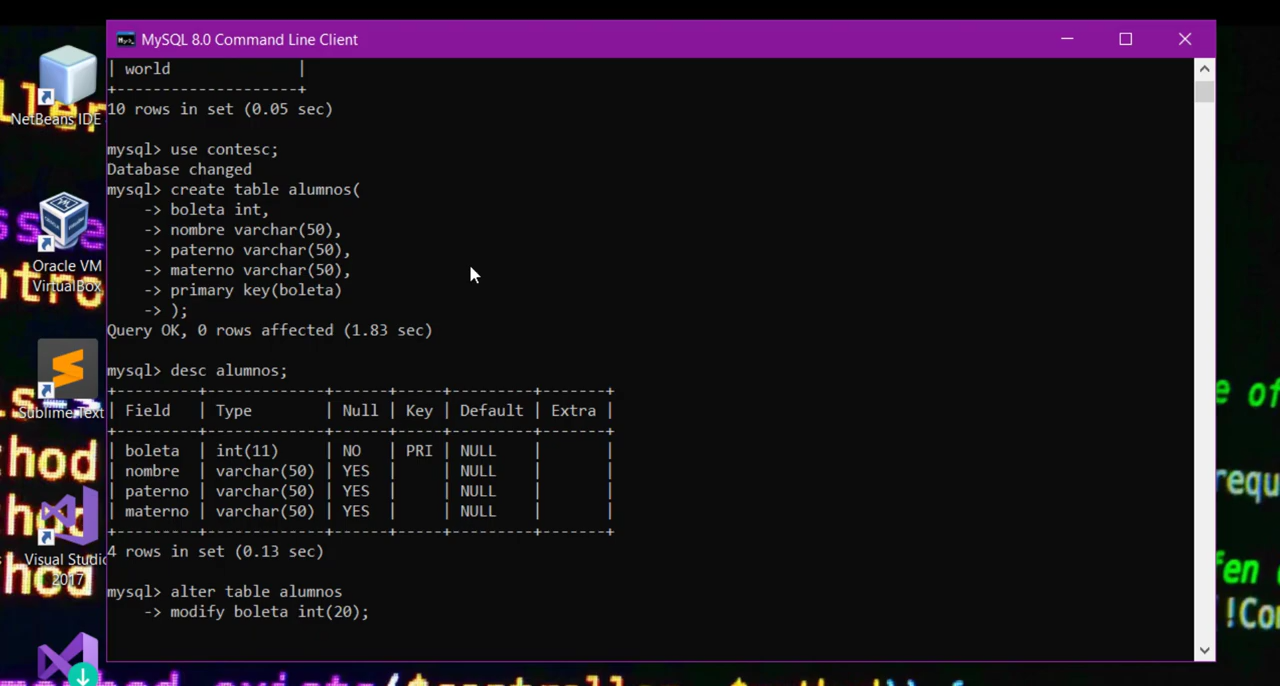 MySQL 8.0 Command Line Client
| world               |
+-------------------+
10 rows in set (0.05 sec)
mysql> use contesc;
Database changed
mysql> create table alumnos(
    -> boleta int,
    -> nombre varchar(50),
    -> paterno varchar(50),
    -> materno varchar(50),
    -> primary key(boleta)
    -> );
Query OK, 0 rows affected (1.83 sec)
mysql> desc alumnos;
+---------+-------------+------+-----+---------+-------+
| Field   | Type        | Null | Key | Default | Extra |
+---------+-------------+------+-----+---------+-------+
| boleta  | int(11)     | NO   | PRI | NULL    |       |
| nombre  | varchar(50) | YES  |     | NULL    |       |
| paterno | varchar(50) | YES  |     | NULL    |       |
| materno | varchar(50) | YES  |     | NULL    |       |
+---------+-------------+------+-----+---------+-------+
4 rows in set (0.13 sec)
mysql> alter table alumnos
    -> modify boleta int(20);
NetBeans IDE
Oracle VM
VirtualBox
Sublime Text
Visual Studio
2017
hod
hod
e of
requ
!Con